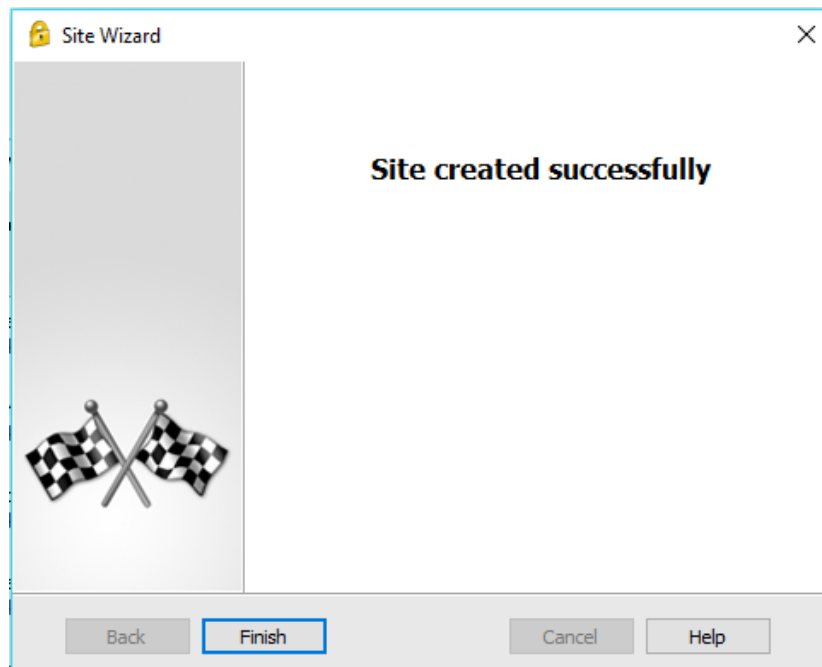 Site Wizard
Site created successfully
Back
Finish
Cancel
Help